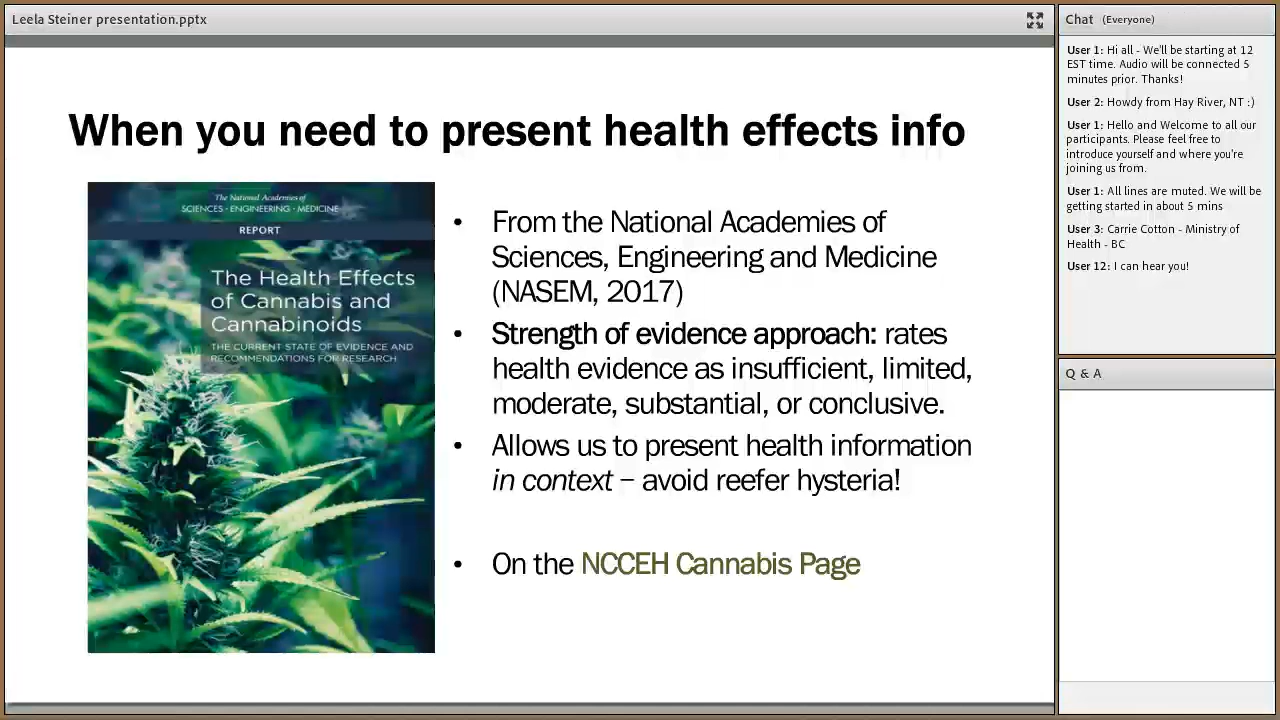 Leela Steiner presentation.pptx
When you need to present health effects info
The National Academies of
SCIENCES · ENGINEERING · MEDICINE
REPORT
The Health Effects
of Cannabis and
Cannabinoids
THE CURRENT STATE OF EVIDENCE AND
RECOMMENDATIONS FOR RESEARCH
• From the National Academies of
Sciences, Engineering and Medicine
(NASEM, 2017)
• Strength of evidence approach: rates
health evidence as insufficient, limited,
moderate, substantial, or conclusive.
• Allows us to present health information
in context – avoid reefer hysteria!
• On the NCCEH Cannabis Page
Chat (Everyone)
User 1: Hi all - We'll be starting at 12
EST time. Audio will be connected 5
minutes prior. Thanks!
User 2: Howdy from Hay River, NT :)
User 1: Hello and Welcome to all our
participants. Please feel free to
introduce yourself and where you're
joining us from.
User 1: All lines are muted. We will be
getting started in about 5 mins
User 3: Carrie Cotton - Ministry of
Health - BC
User 12: I can hear you!
Q & A